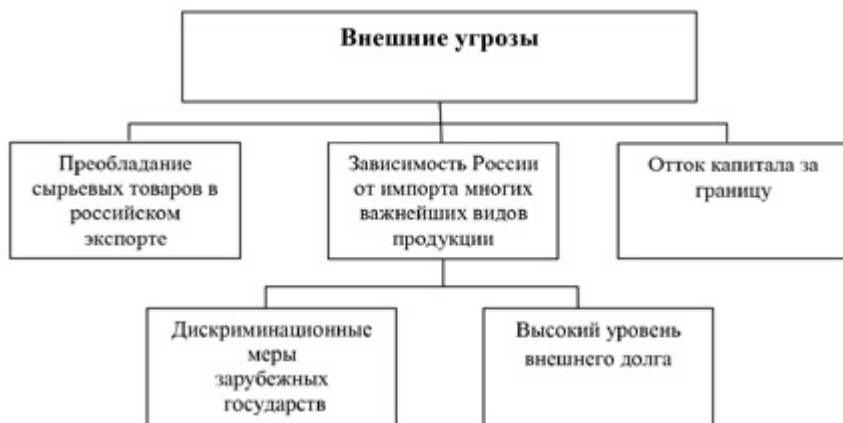 Внешние угрозы
Преобладание
сырьевых товаров в
российском
экспорте
Зависимость России
от импорта многих
важнейших видов
продукции
Отток капитала за
границу
Дискриминационные
меры
зарубежных
государств
Высокий уровень
внешнего долга